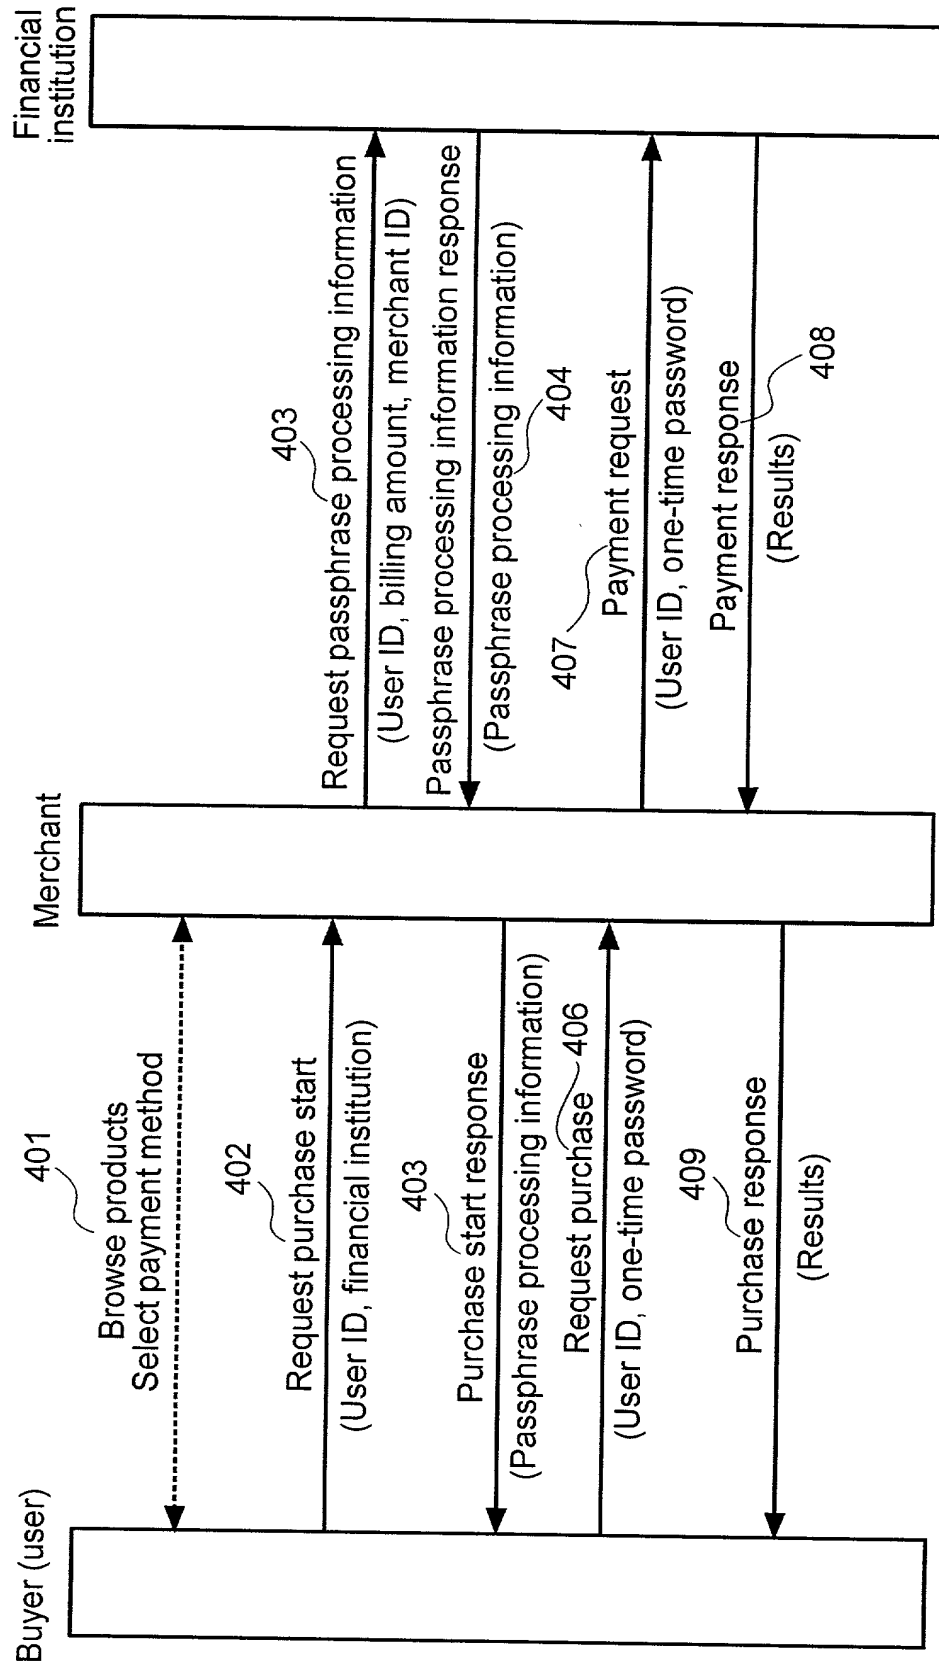 Buyer (user)
Merchant
Financial
institution
401
Browse products
Select payment method
402
Request purchase start
(User ID, financial institution)
403
Request passphrase processing information
(User ID, billing amount, merchant ID)
Passphrase processing information response
(Passphrase processing information)
404
403
Purchase start response
(Passphrase processing information)
Request purchase 406
(User ID, one-time password)
407
Payment request
(User ID, one-time password)
Payment response
(Results)
408
409
Purchase response
(Results)